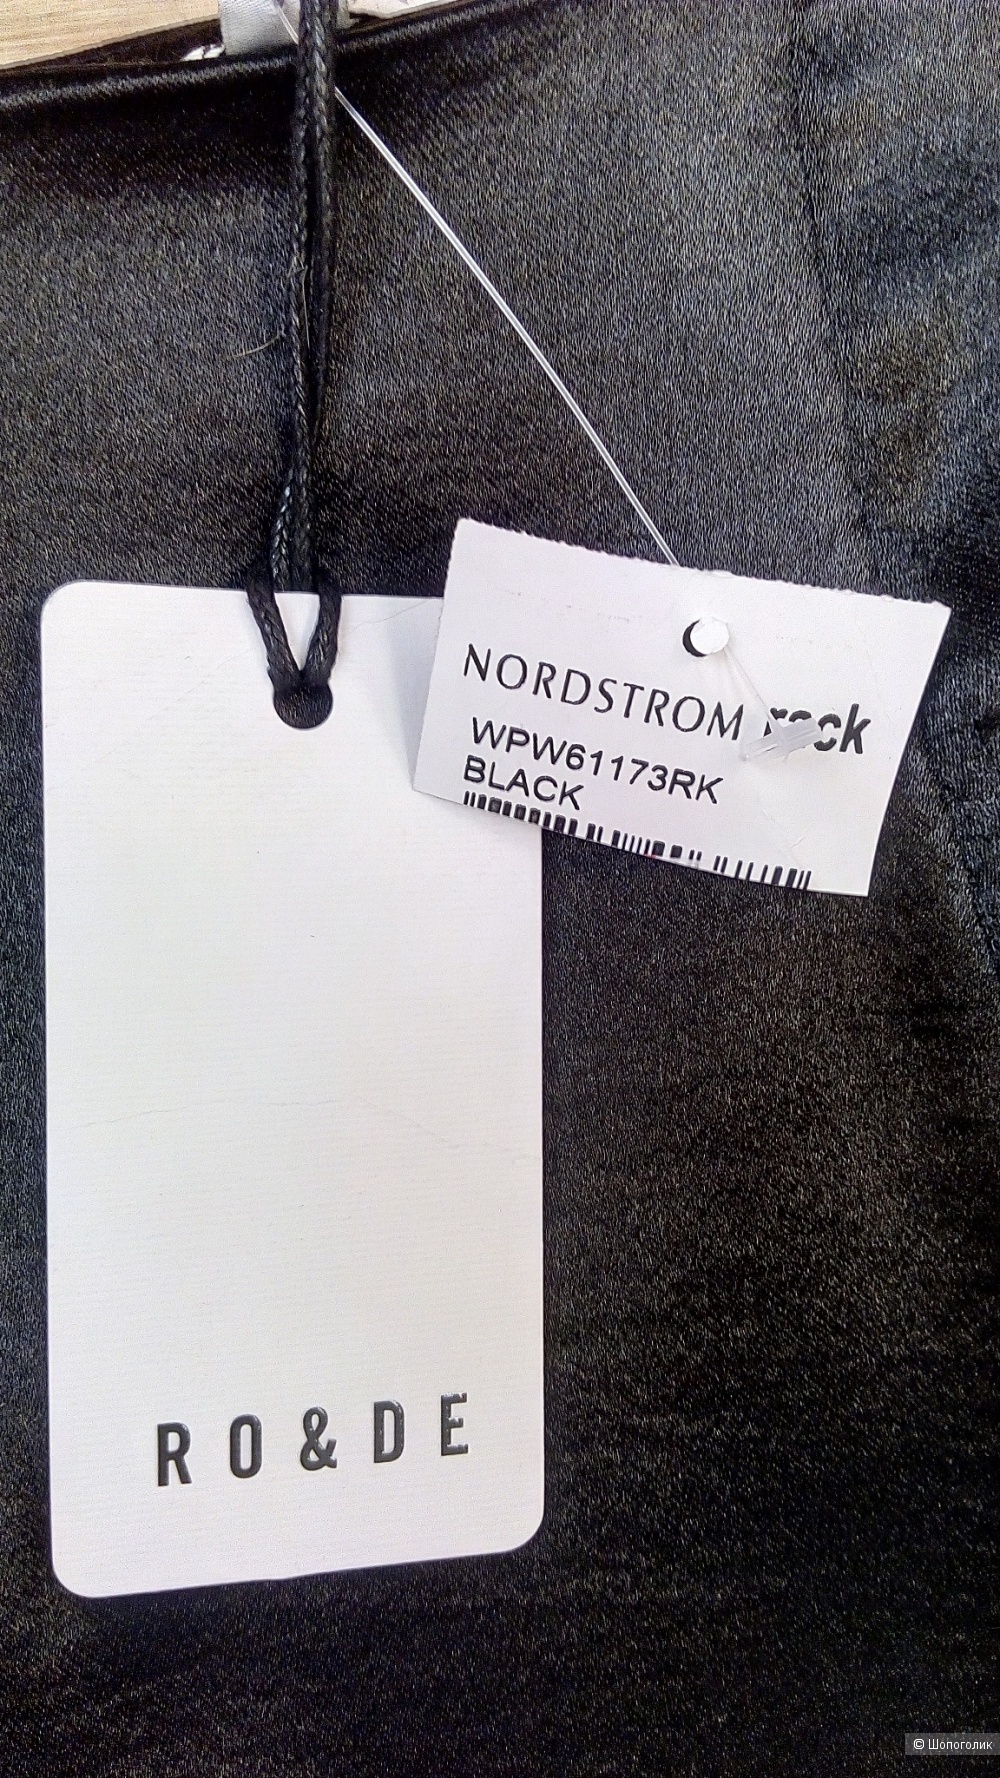 NORDSTROM rack
WPW61173RK
BLACK
RO&DE
© Шопоголик